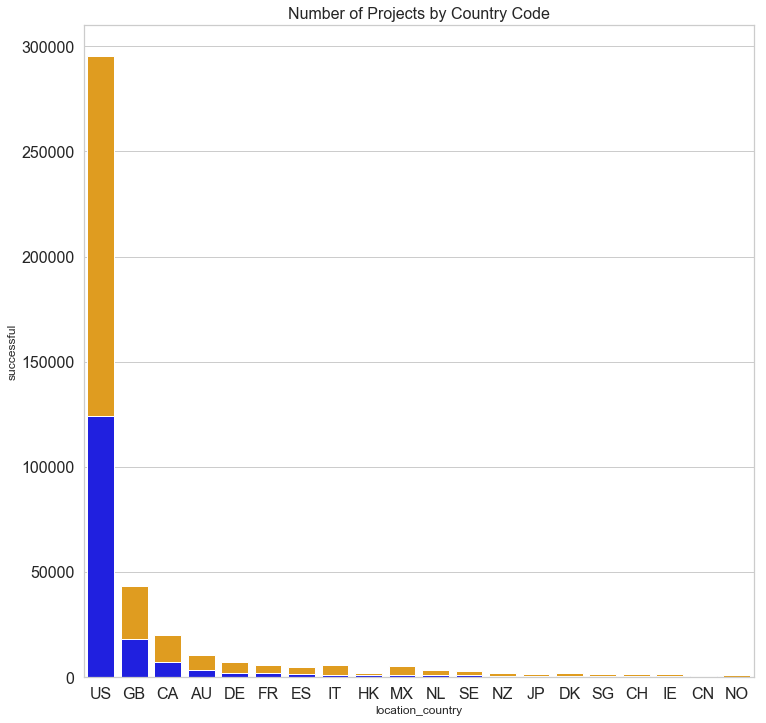 Number of Projects by Country Code
300000
250000
200000
150000
100000
50000
0
successful
US GB CA AU DE FR ES IT HK MX NL SE NZ JP DK SG CH IE CN NO
location_country